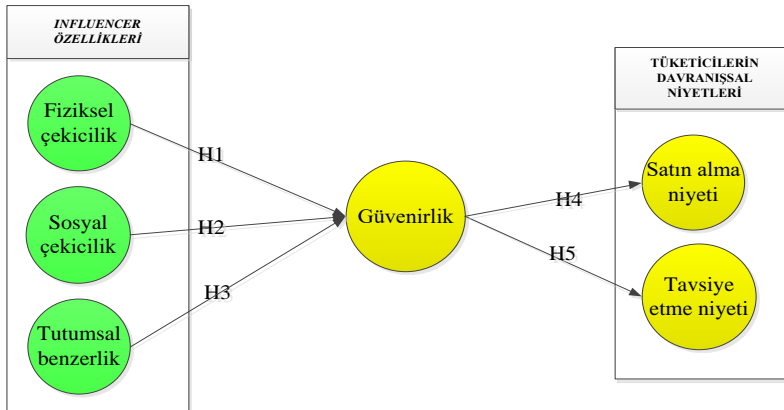 INFLUENCER
ÖZELLİKLERİ
Fiziksel
çekicilik
Sosyal
çekicilik
Tutumsal
benzerlik
H1
H2
H3
Güvenirlik
H4
H5
TÜKETİCİLERİN
DAVRANIŞSAL
NİYETLERİ
Satın alma
niyeti
Tavsiye
etme niyeti